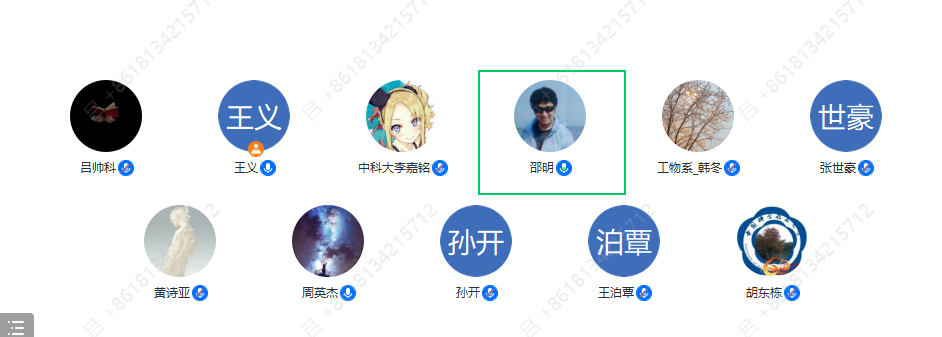 王义
世豪
吕帅科
王义
中科大李嘉铭
邵明
工物系_韩冬
张世豪
孙开
泊覃
黄诗亚
周英杰
孙开
王泊覃
胡东栋
吕 +8618134215712